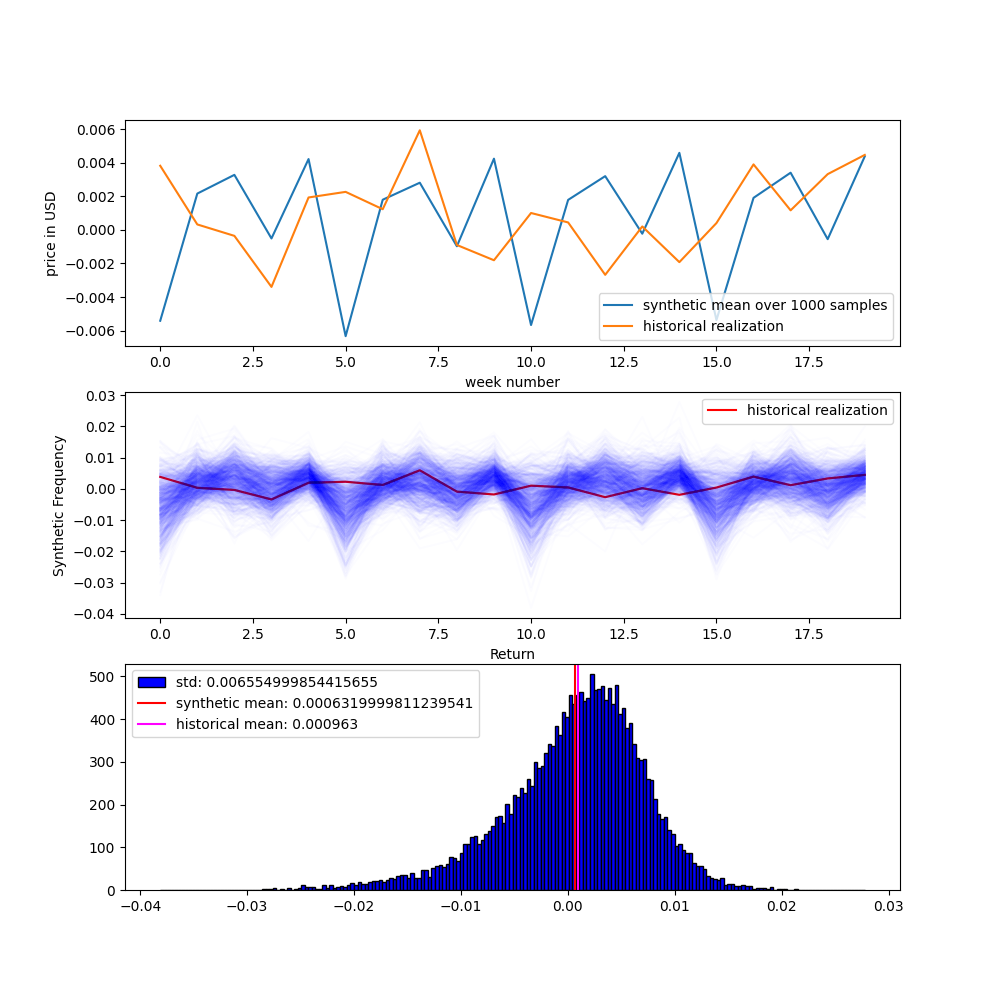 0.006
0.004
0.002
0.000
−0.002
−0.004
−0.006
price in USD
synthetic mean over 1000 samples
historical realization
0.0 2.5 5.0 7.5 10.0 12.5 15.0 17.5
week number
0.03
0.02
0.01
0.00
−0.01
−0.02
−0.03
−0.04
Synthetic Frequency
historical realization
0.0 2.5 5.0 7.5 10.0 12.5 15.0 17.5
Return
500
400
300
200
100
0
std: 0.006554999854415655
synthetic mean: 0.0006319999811239541
historical mean: 0.000963
−0.04 −0.03 −0.02 −0.01 0.00 0.01 0.02 0.03